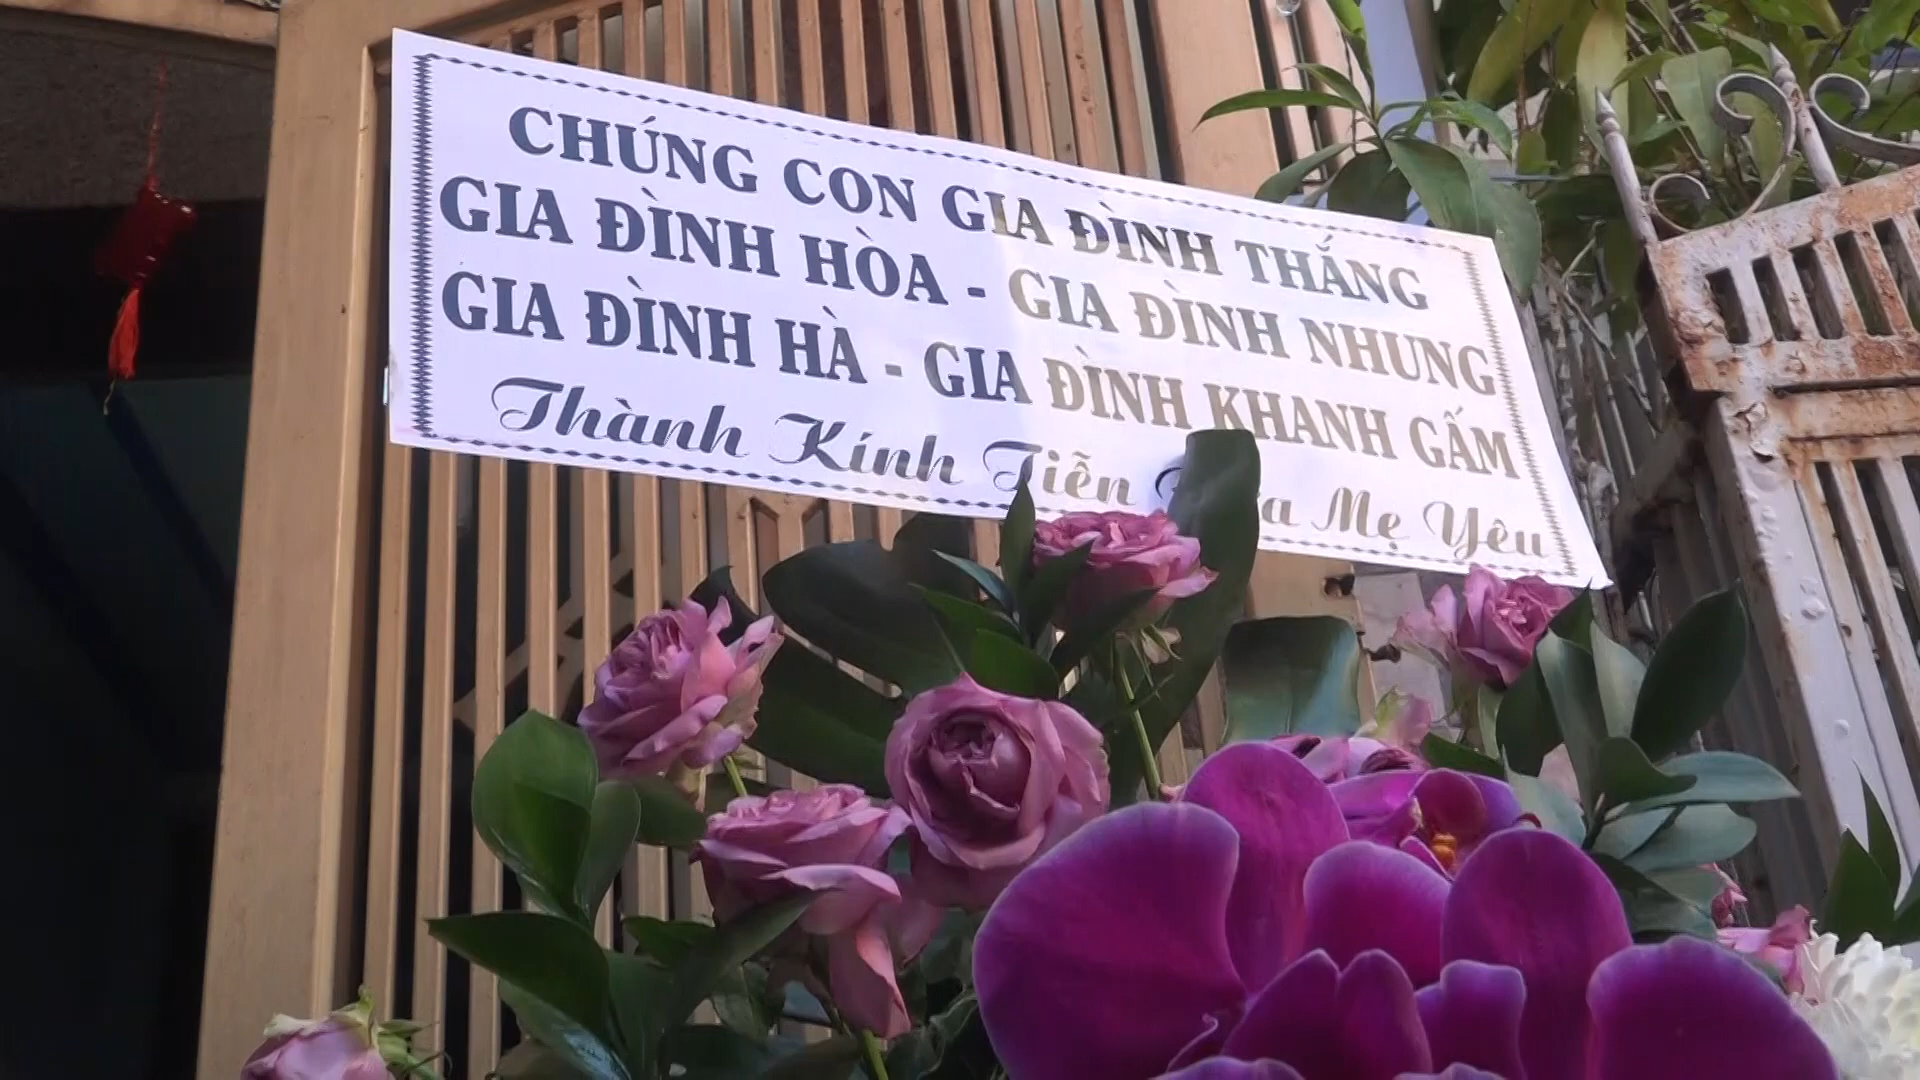 CHÚNG CON GIA ĐÌNH THẮNG
GIA ĐÌNH HÒA - GIA ĐÌNH NHUNG
GIA ĐÌNH HÀ - GIA ĐÌNH KHANH GẤM
Thành Kính Tiễn Mẹ Yêu